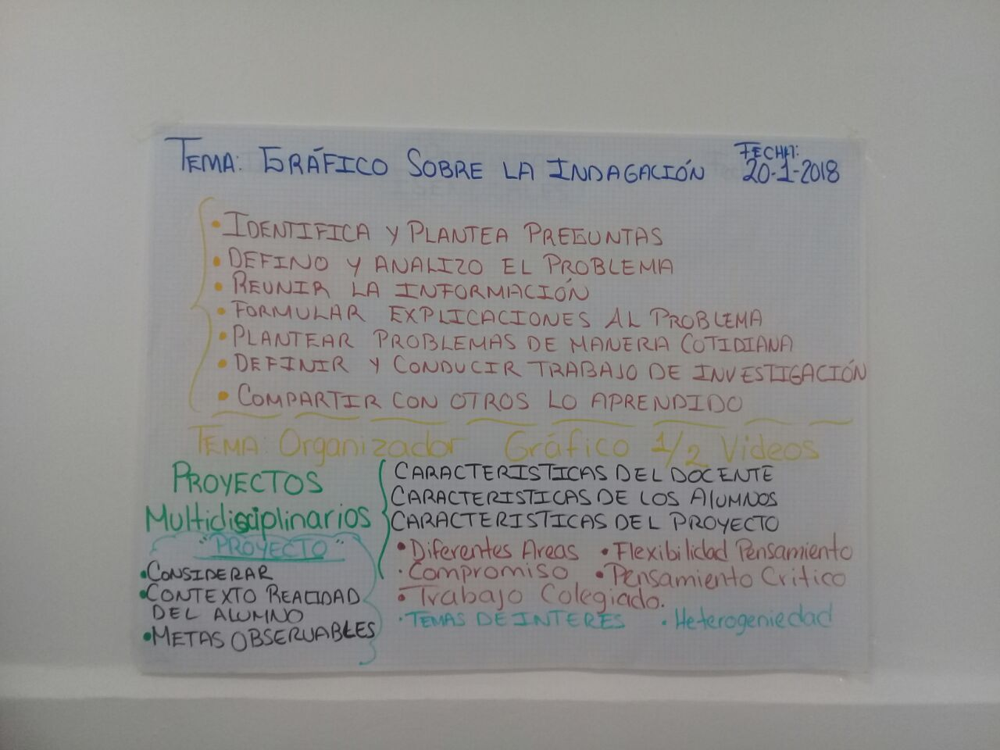 TEMA: GRÁFICO SOBRE LA INDAGACIÓN
FECHA:
20-1-2018
• IDENTIFICA Y PLANTEA PREGUNTAS
• DEFINO Y ANALIZO EL PROBLEMA
• REUNIR LA INFORMACIÓN
• FORMULAR EXPLICACIONES AL PROBLEMA
• PLANTEAR PROBLEMAS DE MANERA COTIDIANA
• DEFINIR Y CONDUCIR TRABAJO DE INVESTIGACIÓN
• COMPARTIR CON OTROS LO APRENDIDO
TEMA: Organizador Gráfico 1/2 Videos
PROYECTOS
Multidisciplinarios
"PROYECTO"
• CONSIDERAR
• CONTEXTO REALIDAD
DEL ALUMNO
• METAS OBSERVABLES
CARACTERISTICAS DEL DOCENTE
CARACTERISTICAS DE LOS AlUMNOS
CARACTERISTICAS DEL PROYECTO
• Diferentes Areas • Flexibilidad Pensamiento
• Compromiso • Pensamiento Critico
• Trabajo Colegiado.
• TEMAS DE INTERES • Heterogeniedad